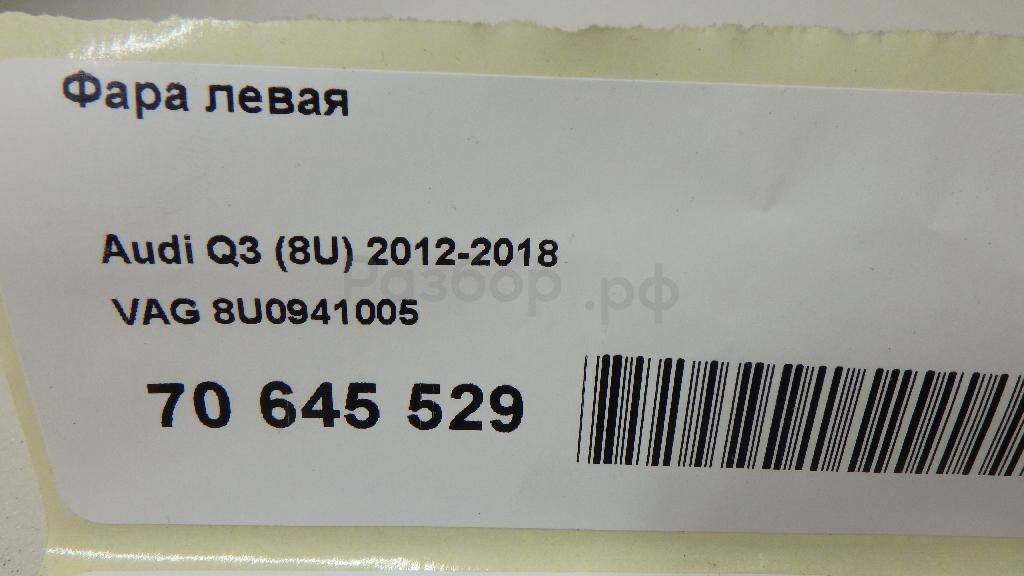 Фара левая
Audi Q3 (8U) 2012-2018
Разбор.рф
VAG 8U0941005
70 645 529